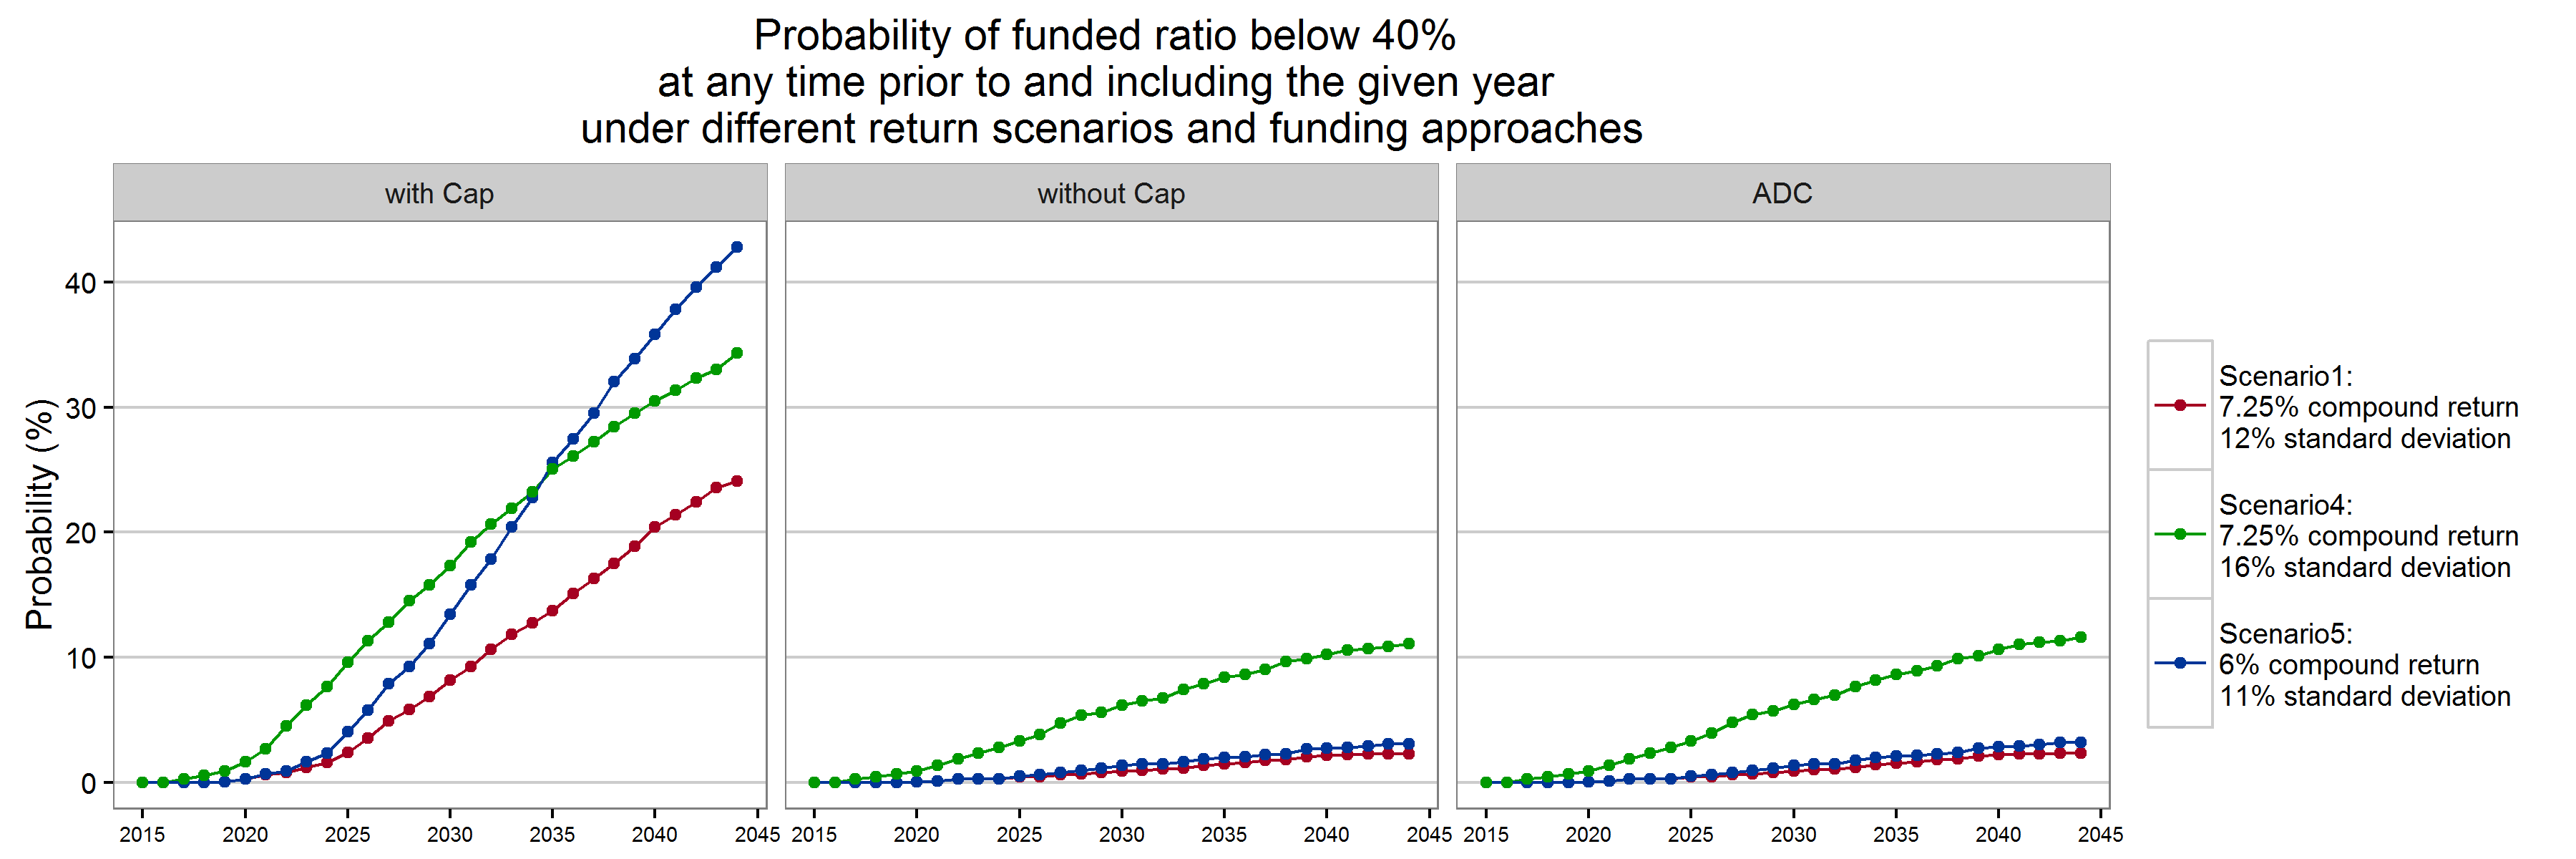 Probability of funded ratio below 40%
at any time prior to and including the given year
under different return scenarios and funding approaches
with Cap
without Cap
ADC
Probability (%)
40
30
20
10
0
2015 2020 2025 2030 2035 2040 2045
2015 2020 2025 2030 2035 2040 2045
2015 2020 2025 2030 2035 2040 2045
Scenario1:
7.25% compound return
12% standard deviation
Scenario4:
7.25% compound return
16% standard deviation
Scenario5:
6% compound return
11% standard deviation